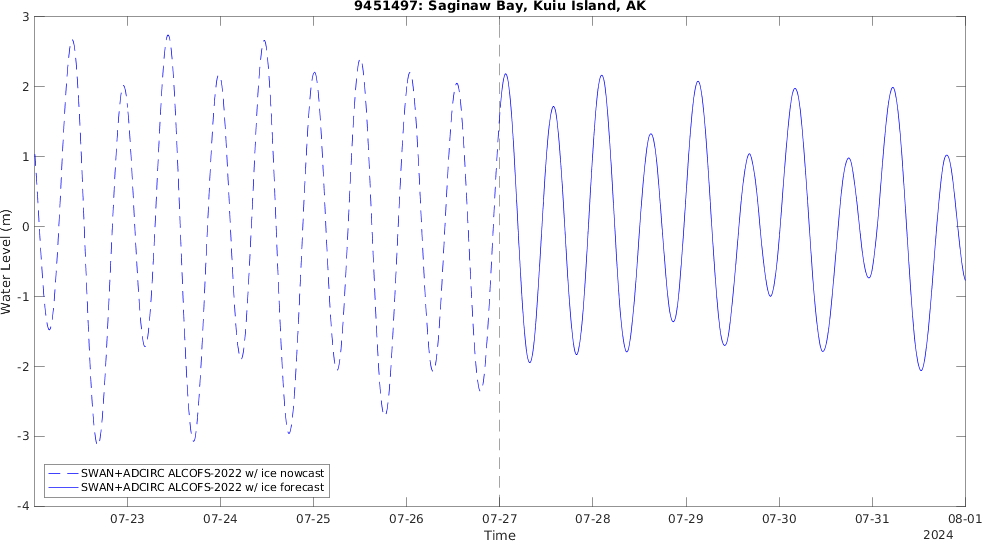 9451497: Saginaw Bay, Kuiu Island, AK
3
2
1
0
-1
-2
-3
-4
Water Level (m)
SWAN+ADCIRC ALCOFS-2022 w/ ice nowcast
SWAN+ADCIRC ALCOFS-2022 w/ ice forecast
07-23 07-24 07-25 07-26 07-27 07-28 07-29 07-30 07-31 08-01
Time
2024